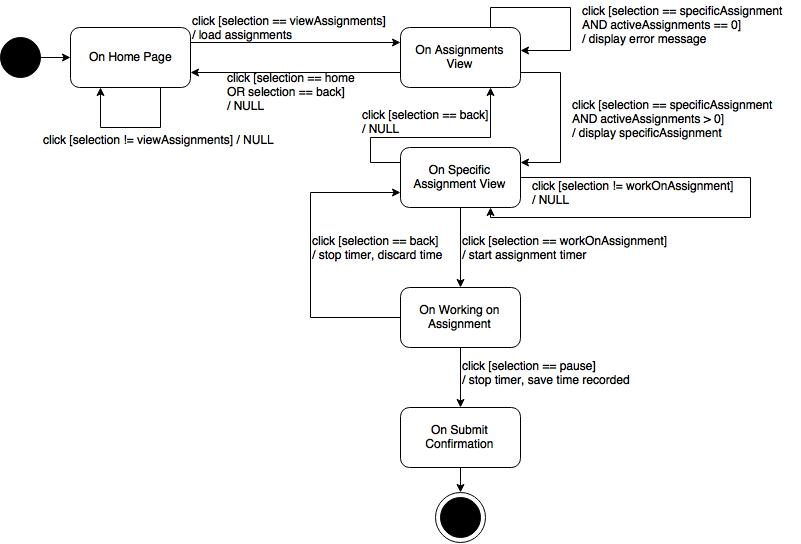 click [selection == viewAssignments]
/ load assignments
click [selection == specificAssignment
AND activeAssignments == 0]
/ display error message
On Home Page
On Assignments
View
click [selection == home
OR selection == back]
/ NULL
click [selection != viewAssignments] / NULL
click [selection == back]
/ NULL
click [selection == specificAssignment
AND activeAssignments > 0]
/ display specificAssignment
On Specific
Assignment View
click [selection != workOnAssignment]
/ NULL
click [selection == back]
/ stop timer, discard time
click [selection == workOnAssignment]
/ start assignment timer
On Working on
Assignment
click [selection == pause]
/ stop timer, save time recorded
On Submit
Confirmation